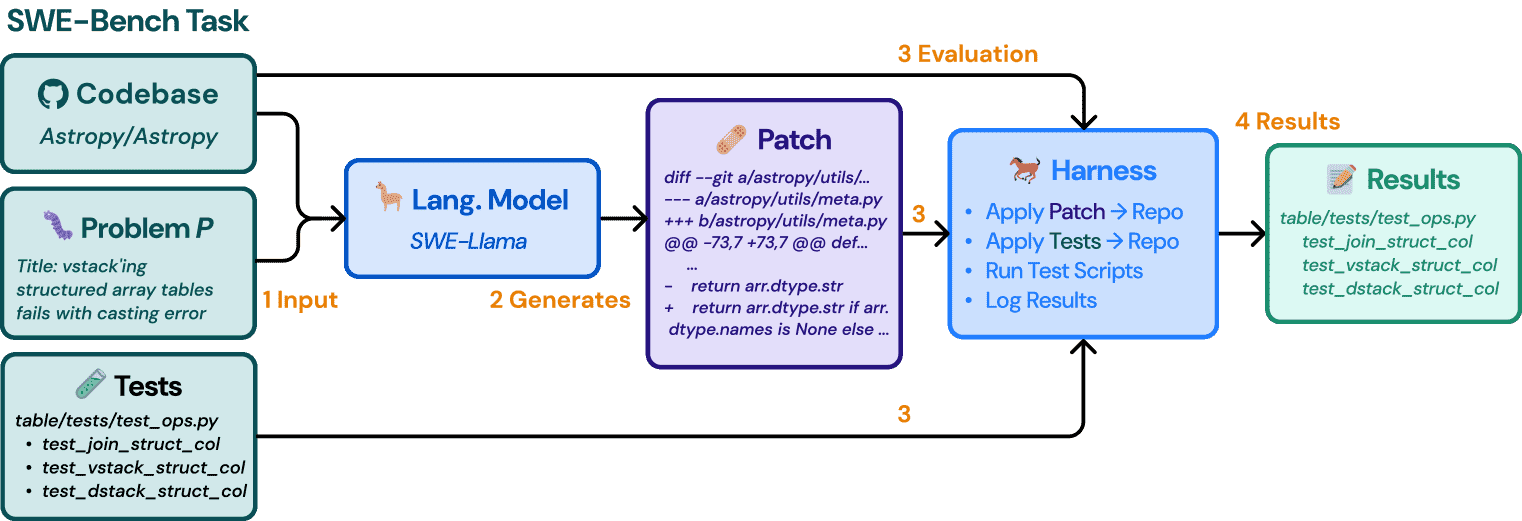 SWE-Bench Task
Codebase
Astropy/Astropy
Problem P
Title: vstack'ing
structured array tables
fails with casting error
Tests
table/tests/test_ops.py
• test_join_struct_col
• test_vstack_struct_col
• test_dstack_struct_col
1 Input
Lang. Model
SWE-Llama
2 Generates
Patch
diff --git a/astropy/utils/...
--- a/astropy/utils/meta.py
+++ b/astropy/utils/meta.py
@@ -73,7 +73,7 @@ def...
...
- return arr.dtype.str
+ return arr.dtype.str if arr.
dtype.names is None else ...
3 Evaluation
3
3
Harness
• Apply Patch → Repo
• Apply Tests → Repo
• Run Test Scripts
• Log Results
4 Results
Results
table/tests/test_ops.py
test_join_struct_col
test_vstack_struct_col
test_dstack_struct_col